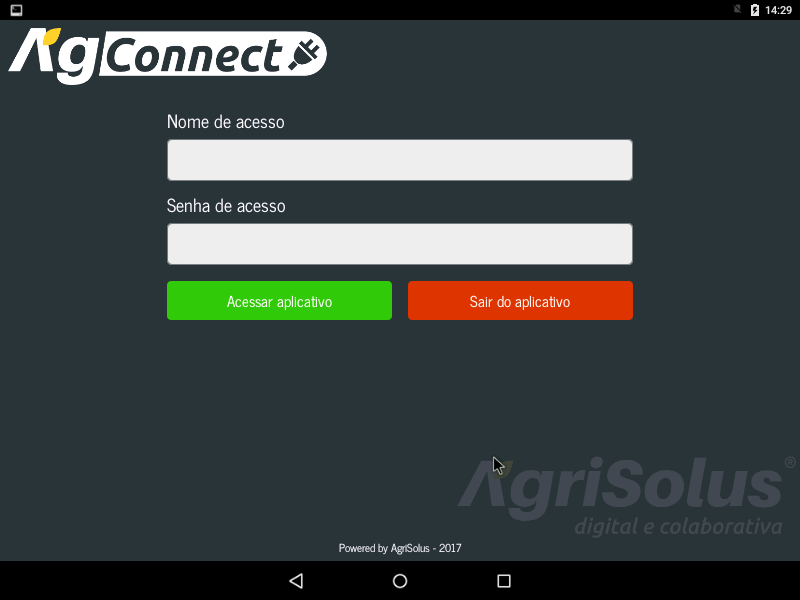 14:29
AgConnect
Nome de acesso
Senha de acesso
Acessar aplicativo
Sair do aplicativo
AgriSolus®
digital e colaborativa
Powered by AgriSolus - 2017